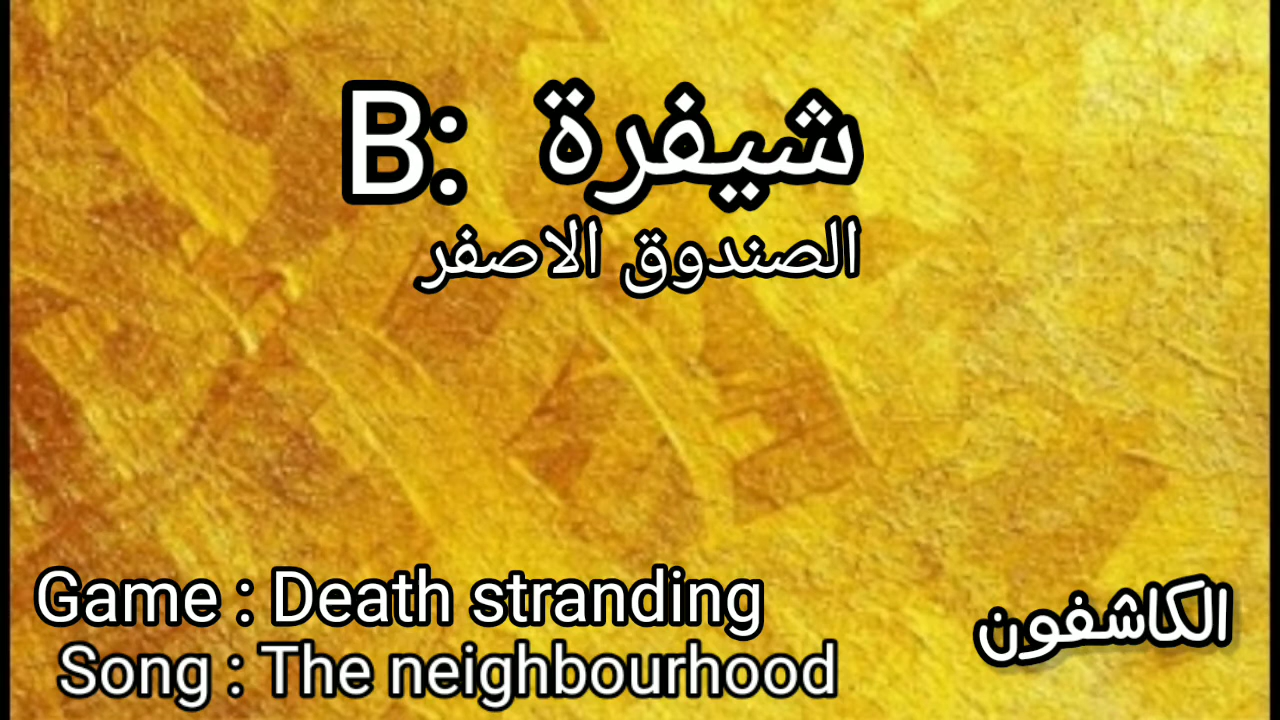 شيفرة B:
الصندوق الاصفر
Game : Death stranding
Song : The neighbourhood
الكاشفون